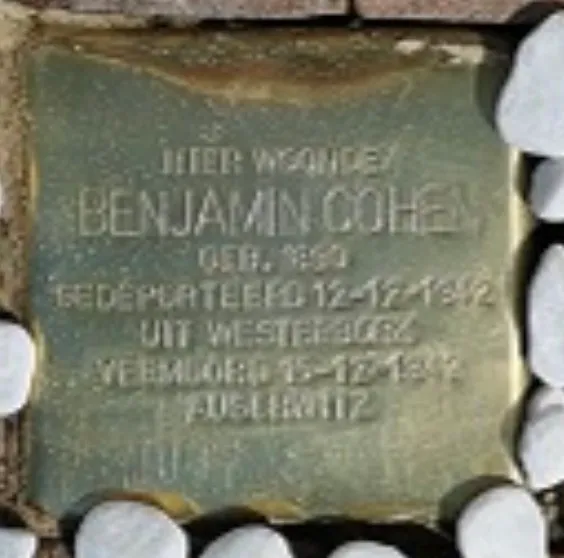 HIER WOONDE
BENJAMIN COHEN
GEB. 1890
GEDEPORTEERD 12-12-1942
UIT WESTERBORK
VERMOORD 15-12-1942
AUSCHWITZ